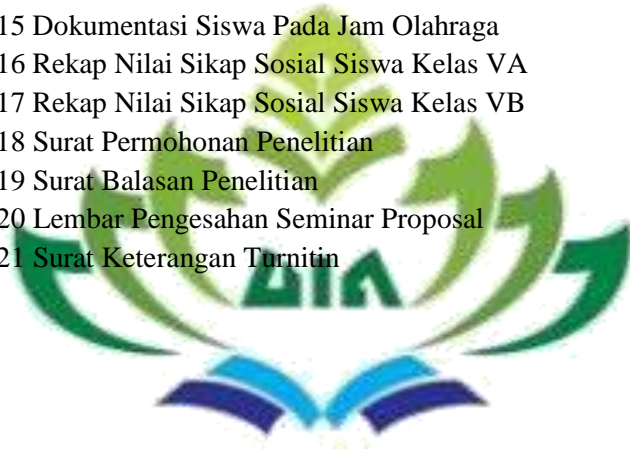 15 Dokumentasi Siswa Pada Jam Olahraga
16 Rekap Nilai Sikap Sosial Siswa Kelas VA
17 Rekap Nilai Sikap Sosial Siswa Kelas VB
18 Surat Permohonan Penelitian
19 Surat Balasan Penelitian
20 Lembar Pengesahan Seminar Proposal
21 Surat Keterangan Turnitin